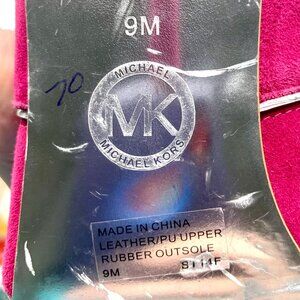 9M
70
MICHAEL
MK
MICHAEL KORS
MADE IN CHINA
LEATHER/PU UPPER
RUBBER OUTSOLE
9M